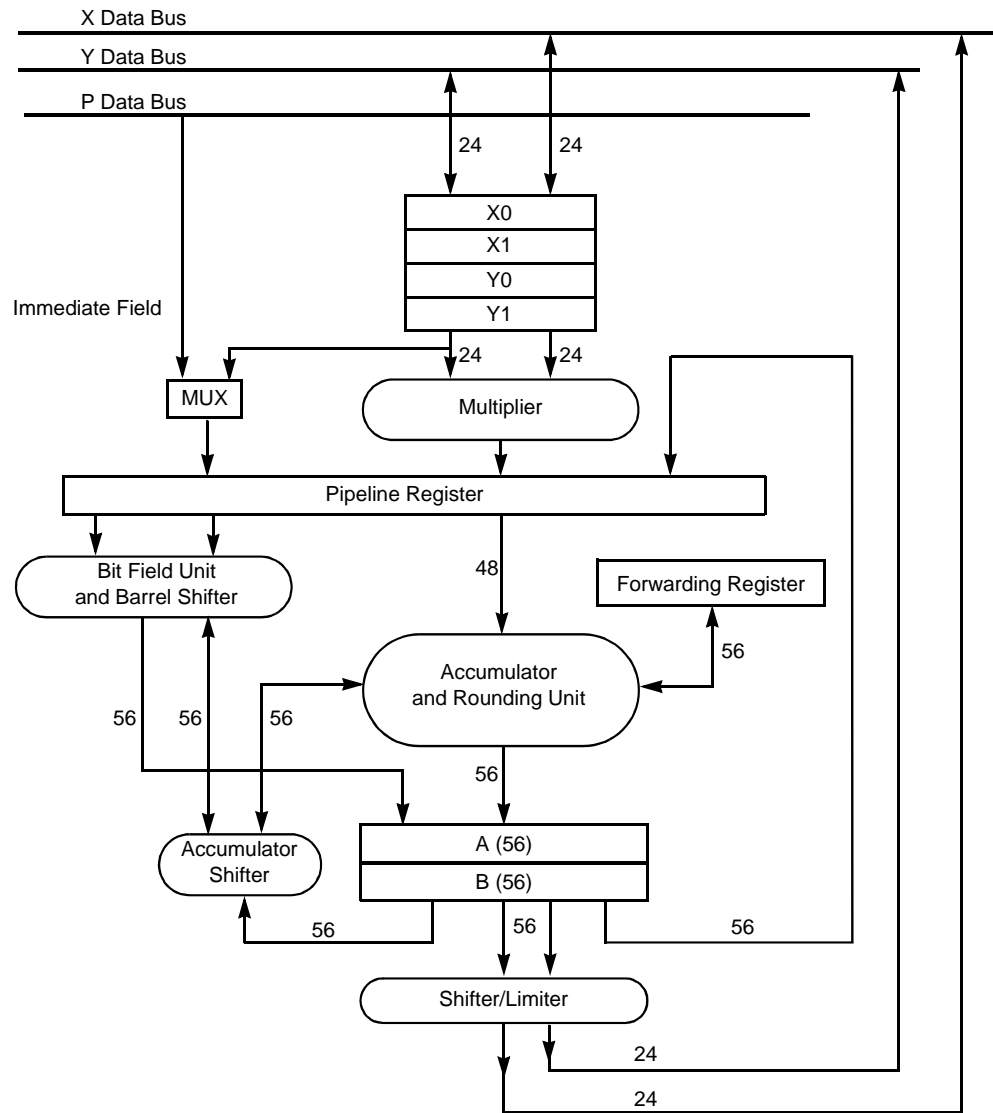 X Data Bus
Y Data Bus
P Data Bus
24
24
X0
X1
Y0
Y1
Immediate Field
24
24
MUX
Multiplier
Pipeline Register
Bit Field Unit
and Barrel Shifter
48
Forwarding Register
56
Accumulator
and Rounding Unit
56
56
56
56
A (56)
B (56)
Accumulator
Shifter
56
56
56
Shifter/Limiter
24
24